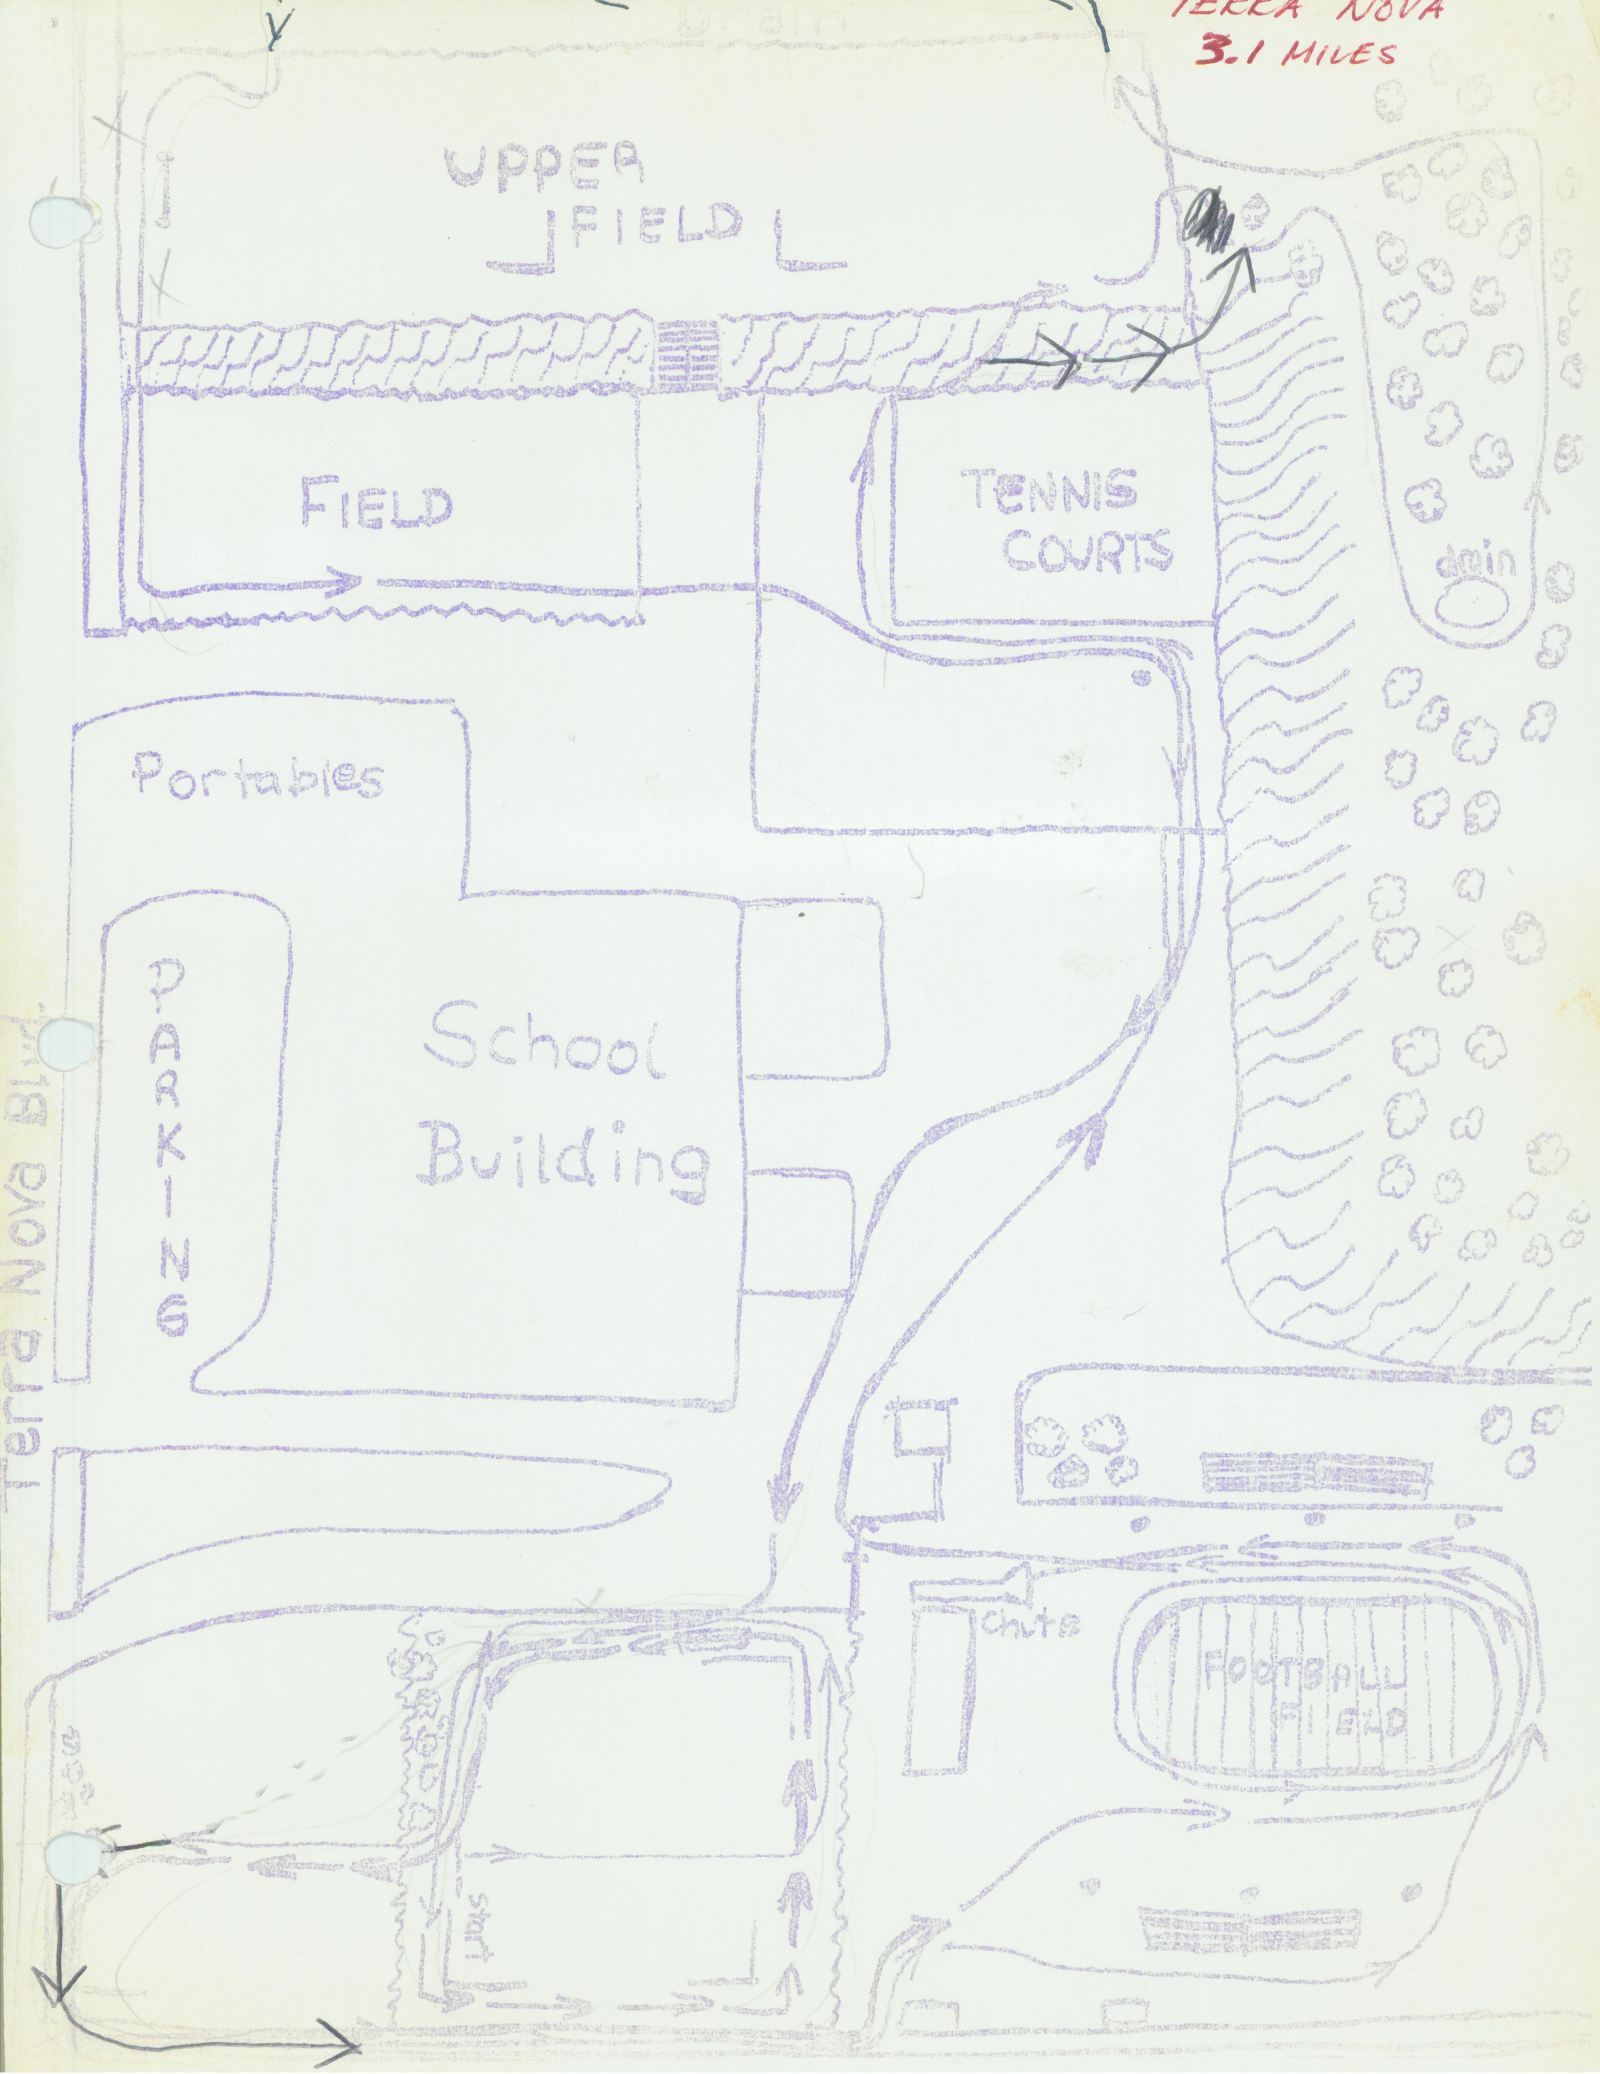 Drain
TERRA NOVA
3.1 MILES
UPPER
FIELD
FIELD
TENNIS
COURTS
drain
Portables
PARKING
School
Building
Terra Nova Blvd.
Chute
FOOTBALL
FIELD
Start